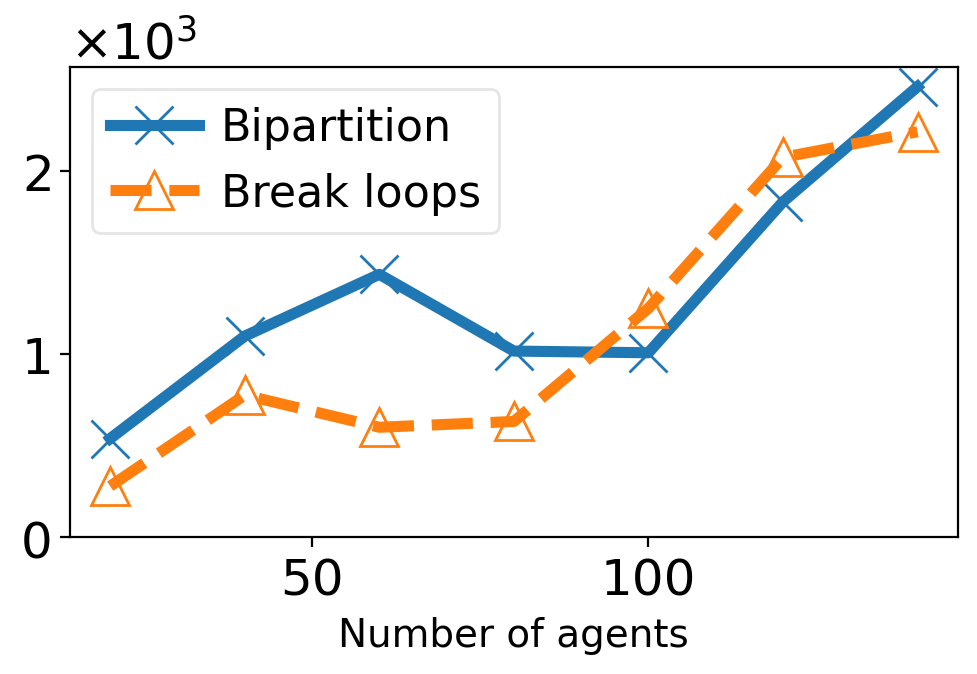 ×10³
Bipartition
Break loops
2
1
0
50
100
Number of agents